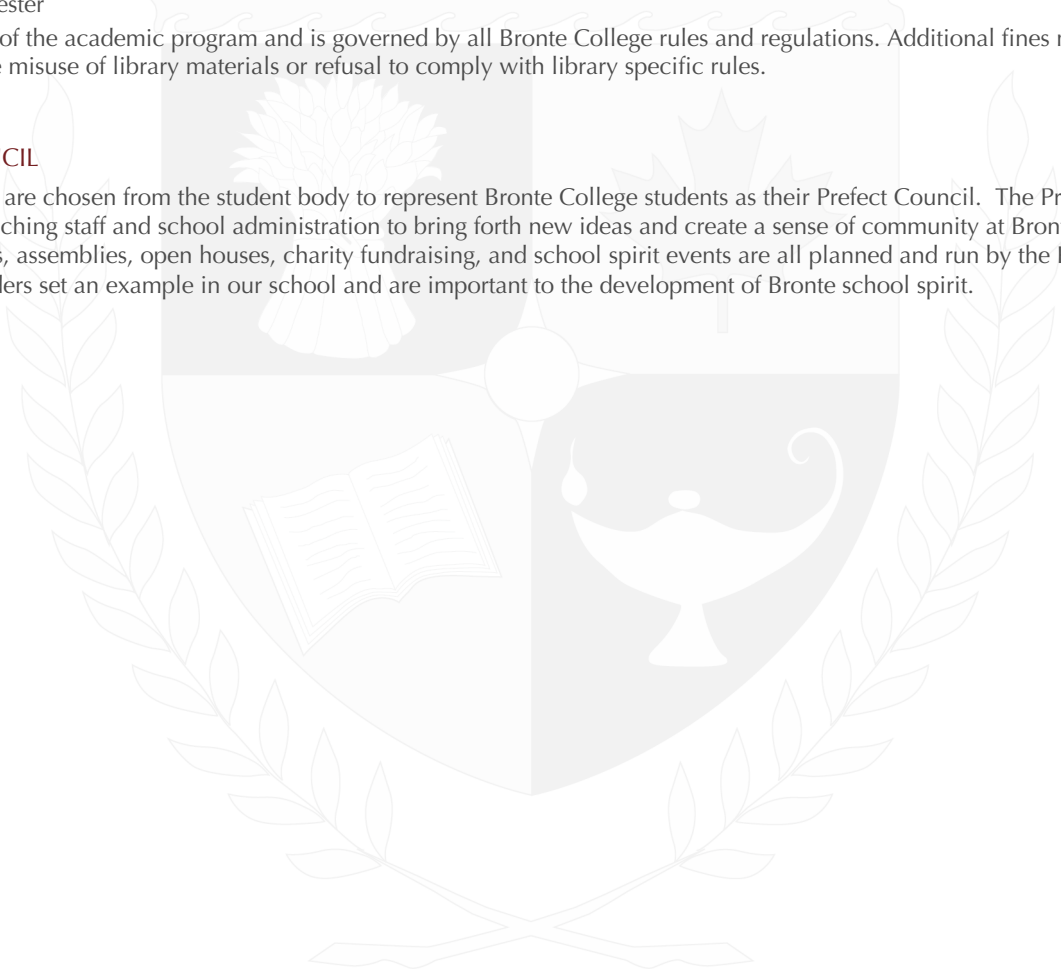 ester
of the academic program and is governed by all Bronte College rules and regulations. Additional fines
misuse of library materials or refusal to comply with library specific rules.
CIL
are chosen from the student body to represent Bronte College students as their Prefect Council. The
ching staff and school administration to bring forth new ideas and create a sense of community at
s, assemblies, open houses, charity fundraising, and school spirit events are all planned and run by the
ders set an example in our school and are important to the development of Bronte school spirit.